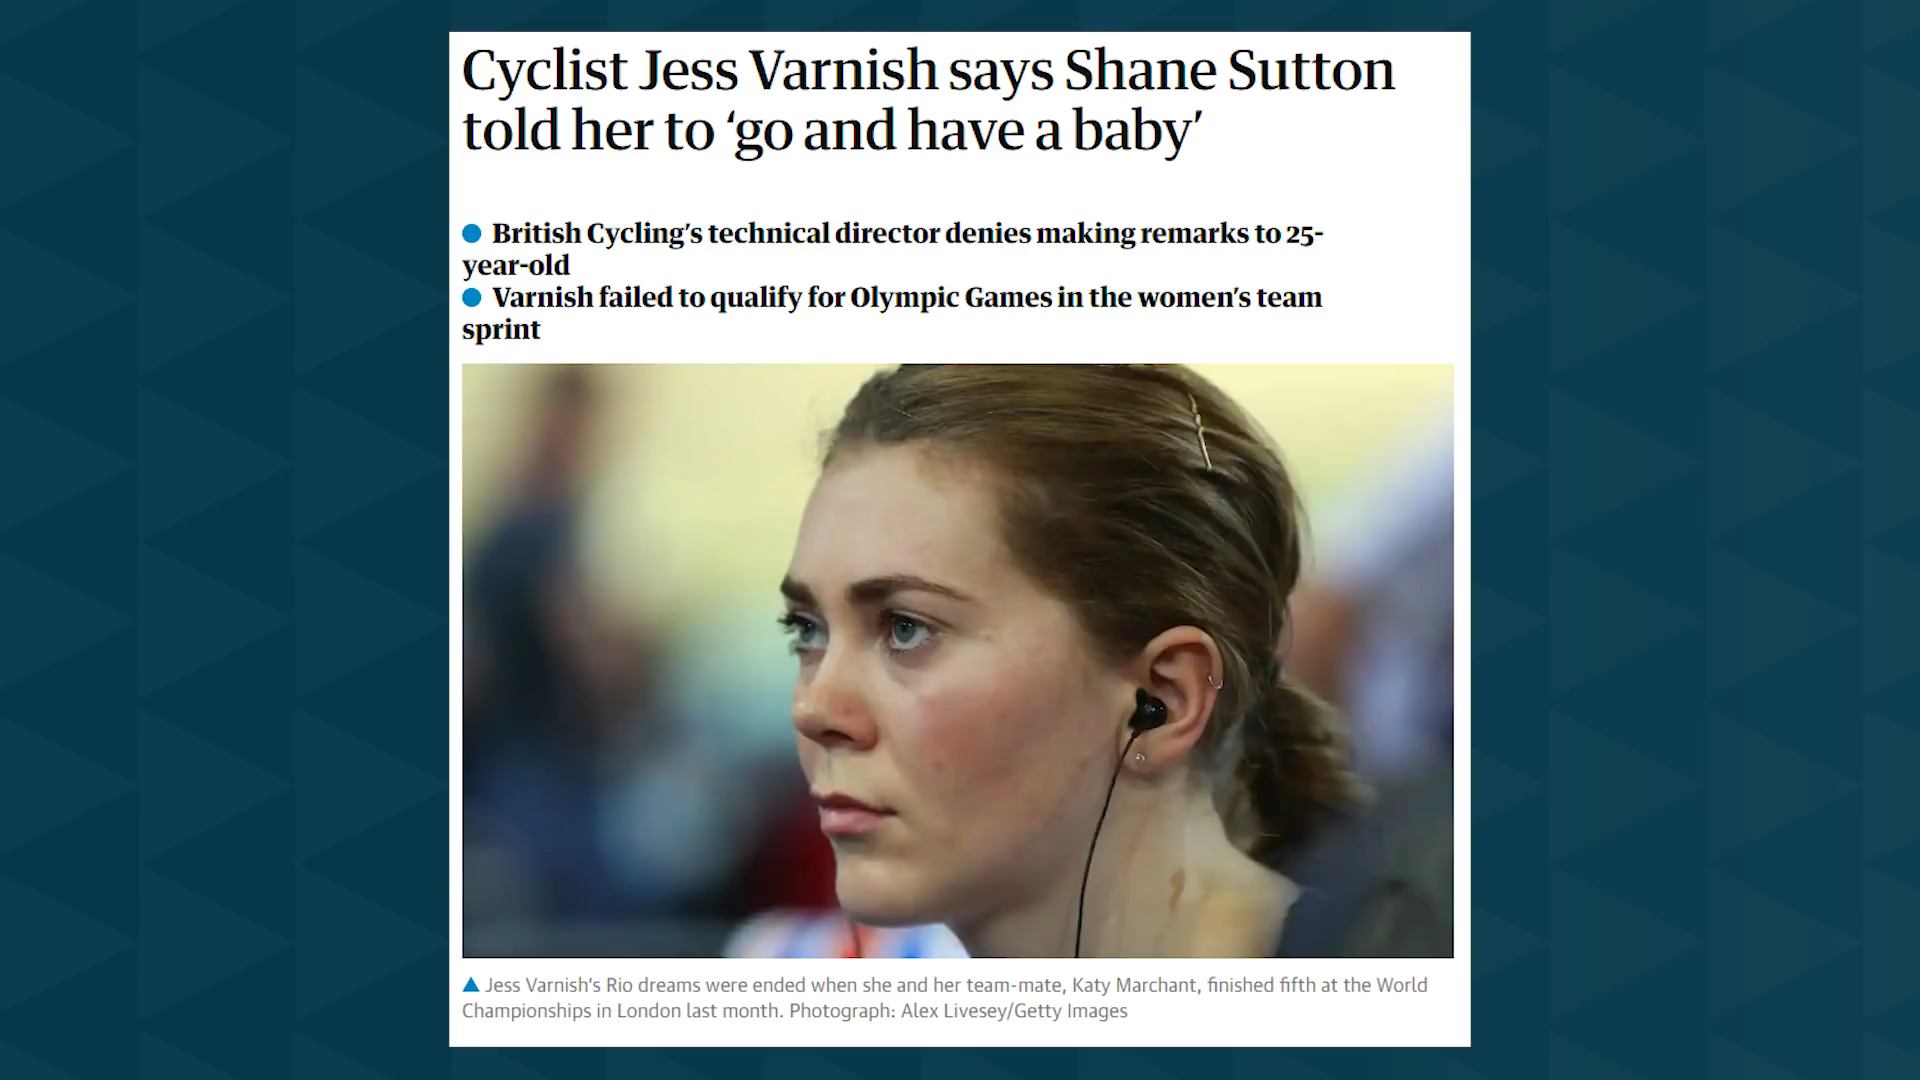 Cyclist Jess Varnish says Shane Sutton
told her to ‘go and have a baby’
British Cycling’s technical director denies making remarks to 25-
year-old
Varnish failed to qualify for Olympic Games in the women’s team
sprint
Jess Varnish's Rio dreams were ended when she and her team-mate, Katy Marchant, finished fifth at the World
Championships in London last month. Photograph: Alex Livesey/Getty Images